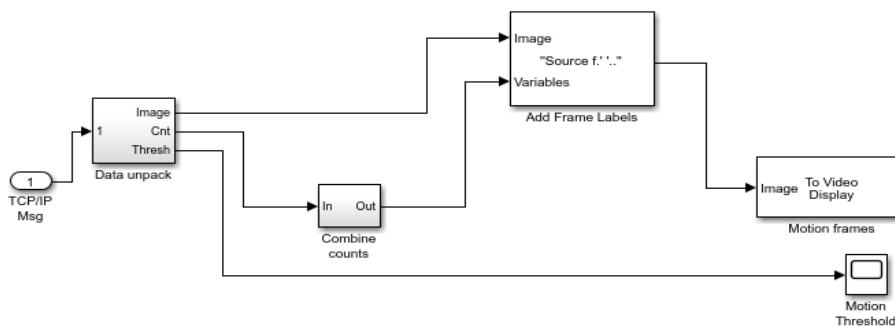 Image
"Source f.' '.."
Variables
Add Frame Labels
Image
1
Cnt
Thresh
Data unpack
1
TCP/IP
Msg
In
Out
Combine
counts
Image
To Video
Display
Motion frames
Motion
Threshold